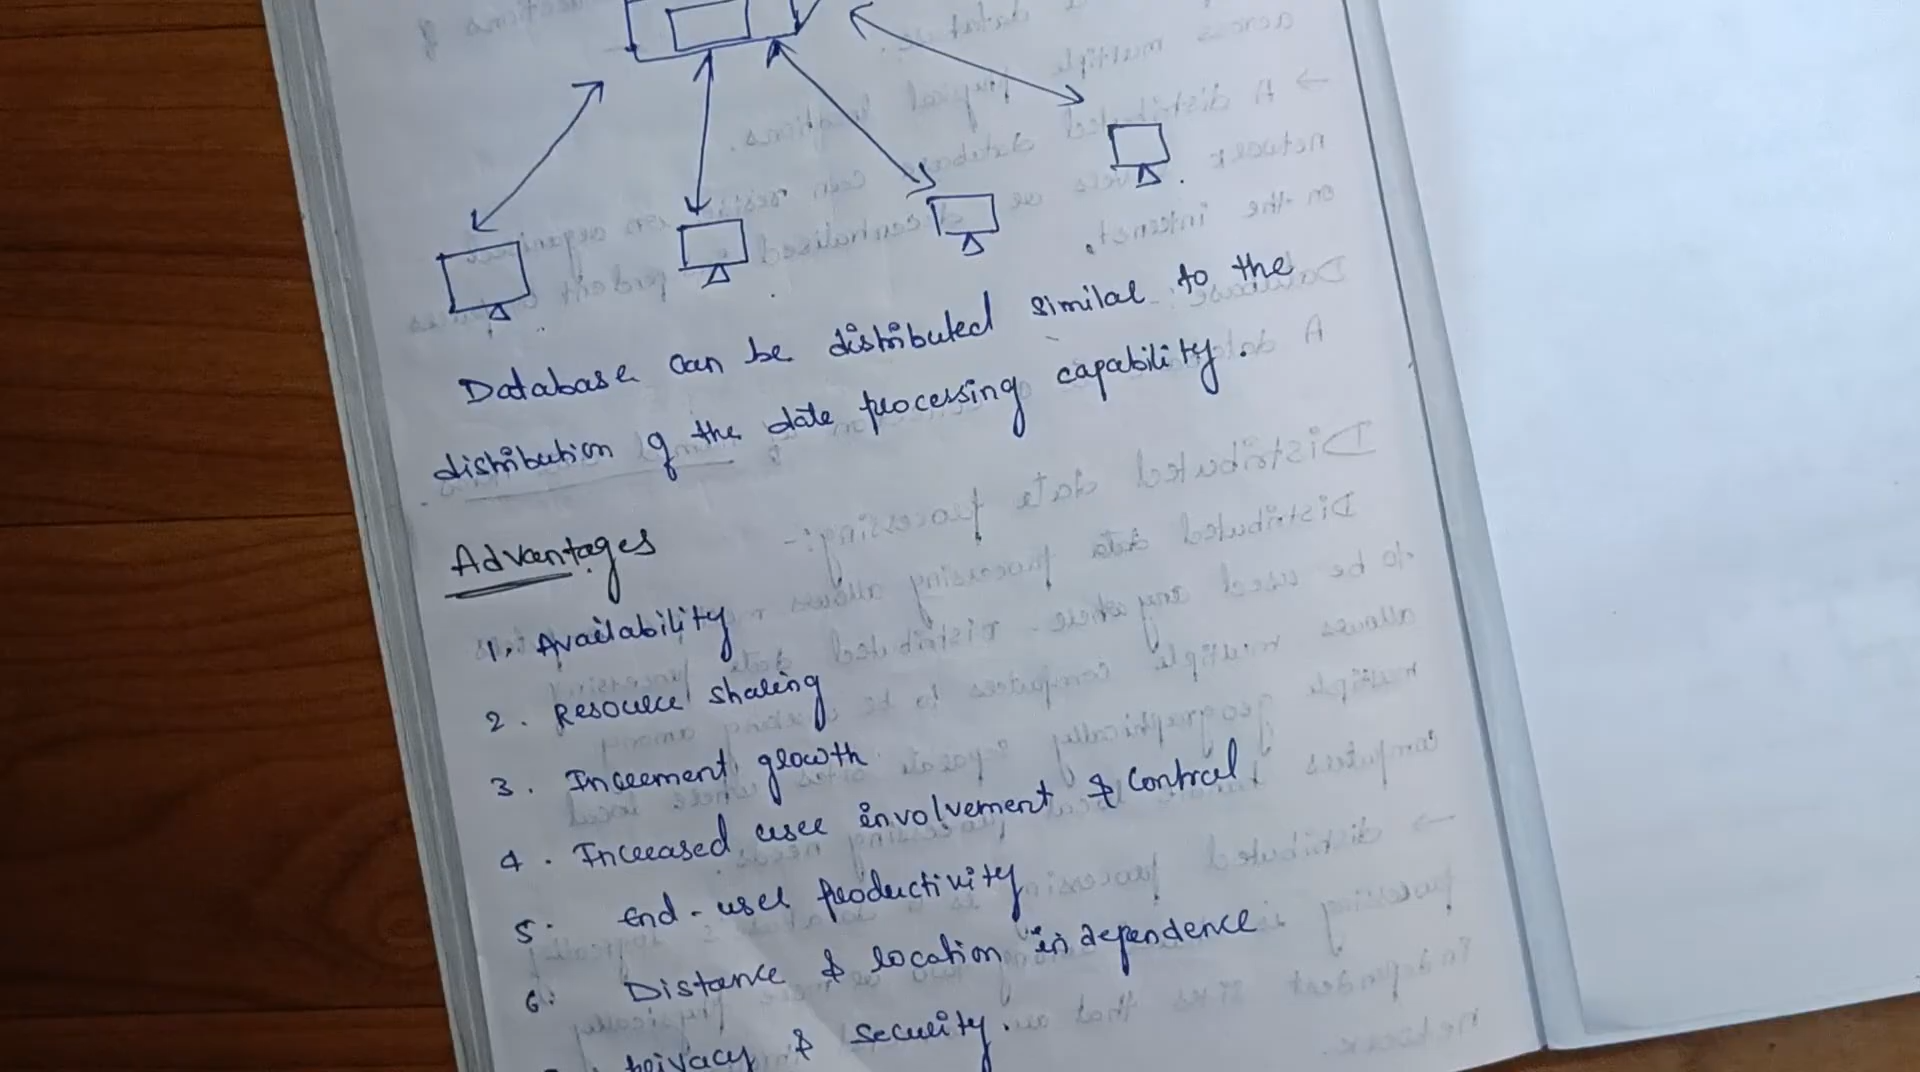 Database can be distributed similar to the
distribution of the date processing capability.
Advantages
1. Availability
2. Resource sharing
3. Increment growth
4. Increased user involvement & control
5. End-user productivity
6. Distance & location independence
privacy & security.